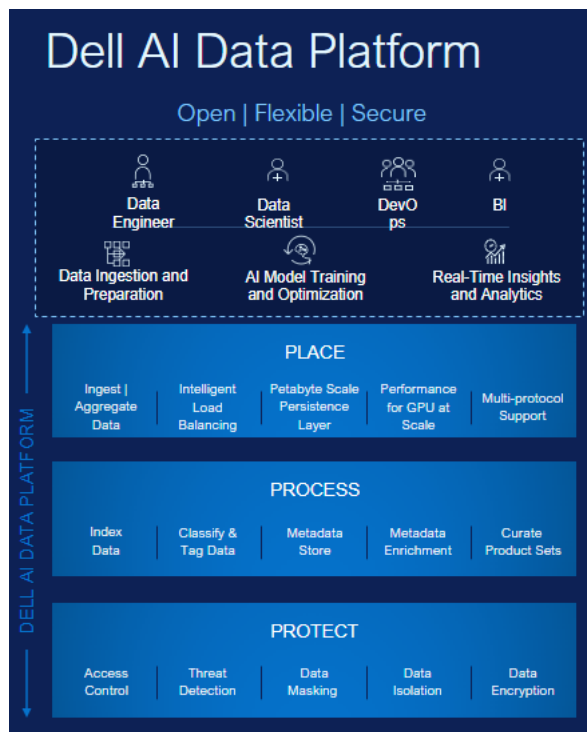 Dell AI Data Platform
Open | Flexible | Secure
Data
Engineer
Data
Scientist
DevO
ps
BI
Data Ingestion and
Preparation
AI Model Training
and Optimization
Real-Time Insights
and Analytics
DELL AI DATA PLATFORM
PLACE
Ingest |
Aggregate
Data
Intelligent
Load
Balancing
Petabyte Scale
Persistence
Layer
Performance
for GPU at
Scale
Multi-protocol
Support
PROCESS
Index
Data
Classify &
Tag Data
Metadata
Store
Metadata
Enrichment
Curate
Product Sets
PROTECT
Access
Control
Threat
Detection
Data
Masking
Data
Isolation
Data
Encryption